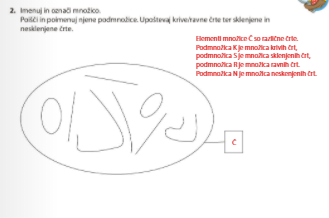 2. Imenuj in označi množico.
Poišči in poimenuj njene podmnožice. Upoštevaj krive/ravne črte ter sklenjene in
nesklenjene črte.
Elementi množice Č so različne črte.
Podmnožica K je množica krivih črt,
podmnožica S je množica sklenjenih črt,
podmnožica R je množica ravnih črt.
Podmnožica N je množica neskenjenih črt.
C